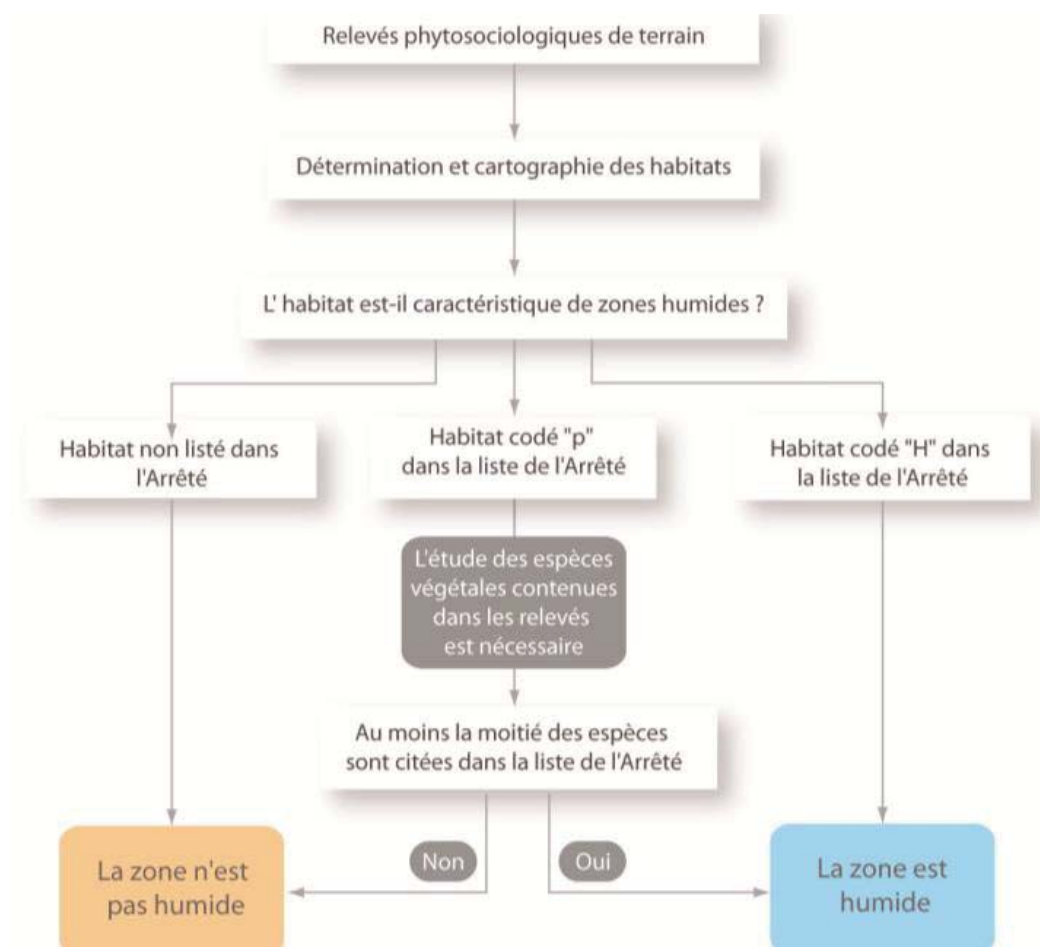 Relevés phytosociologiques de terrain
Détermination et cartographie des habitats
L' habitat est-il caractéristique de zones humides ?
Habitat non listé dans
l'Arrêté
Habitat codé "p"
dans la liste de l'Arrêté
Habitat codé "H" dans
la liste de l'Arrêté
L'étude des espèces
végétales contenues
dans les relevés
est nécessaire
Au moins la moitié des espèces
sont citées dans la liste de l'Arrêté
Non
Oui
La zone n'est
pas humide
La zone est
humide